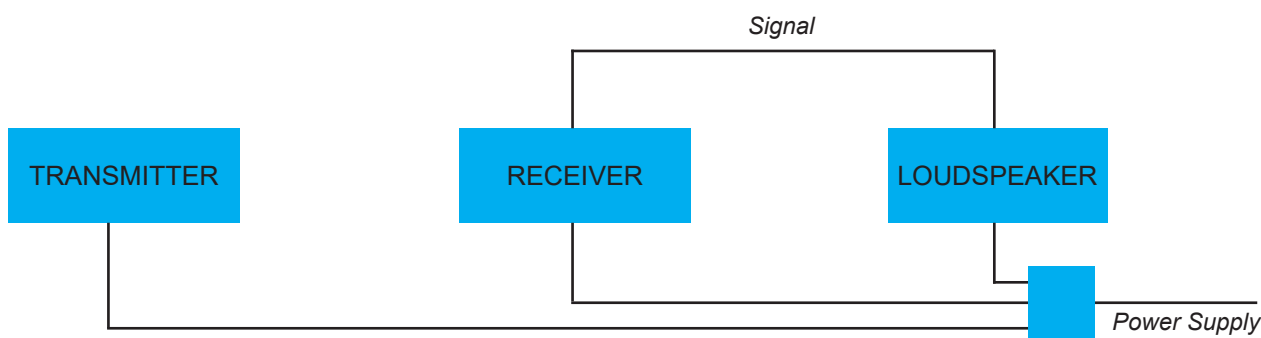 Signal
TRANSMITTER
RECEIVER
LOUDSPEAKER
Power Supply